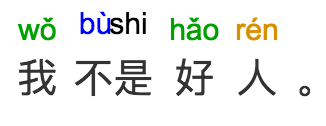 wǒ bùshi hǎo rén
我 不是 好 人 。